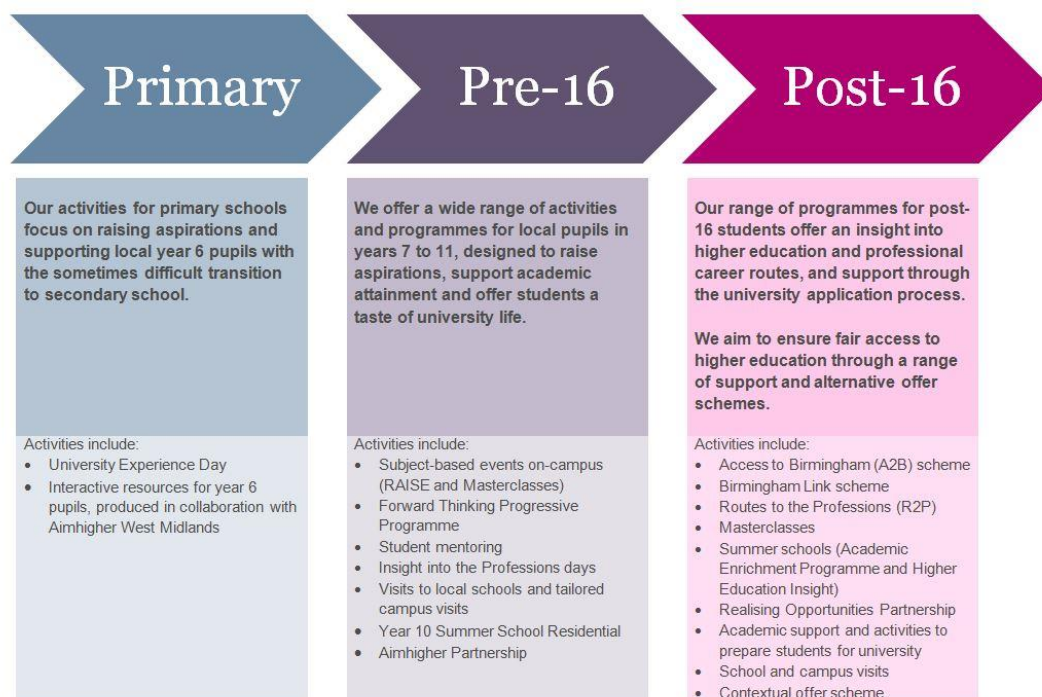 Primary
Pre-16
Post-16
Our activities for primary schools
focus on raising aspirations and
supporting local year 6 pupils with
the sometimes difficult transition
to secondary school.
Activities include:
• University Experience Day
• Interactive resources for year 6
pupils, produced in collaboration with
Aimhigher West Midlands
We offer a wide range of activities
and programmes for local pupils in
years 7 to 11, designed to raise
aspirations, support academic
attainment and offer students a
taste of university life.
Activities include:
• Subject-based events on-campus
(RAISE and Masterclasses)
• Forward Thinking Progressive
Programme
• Student mentoring
• Insight into the Professions days
• Visits to local schools and tailored
campus visits
• Year 10 Summer School Residential
• Aimhigher Partnership
Our range of programmes for post-
16 students offer an insight into
higher education and professional
career routes, and support through
the university application process.
We aim to ensure fair access to
higher education through a range
of support and alternative offer
schemes.
Activities include:
• Access to Birmingham (A2B) scheme
• Birmingham Link scheme
• Routes to the Professions (R2P)
• Masterclasses
• Summer schools (Academic
Enrichment Programme and Higher
Education Insight)
• Realising Opportunities Partnership
• Academic support and activities to
prepare students for university
• School and campus visits
• Contextual offer scheme